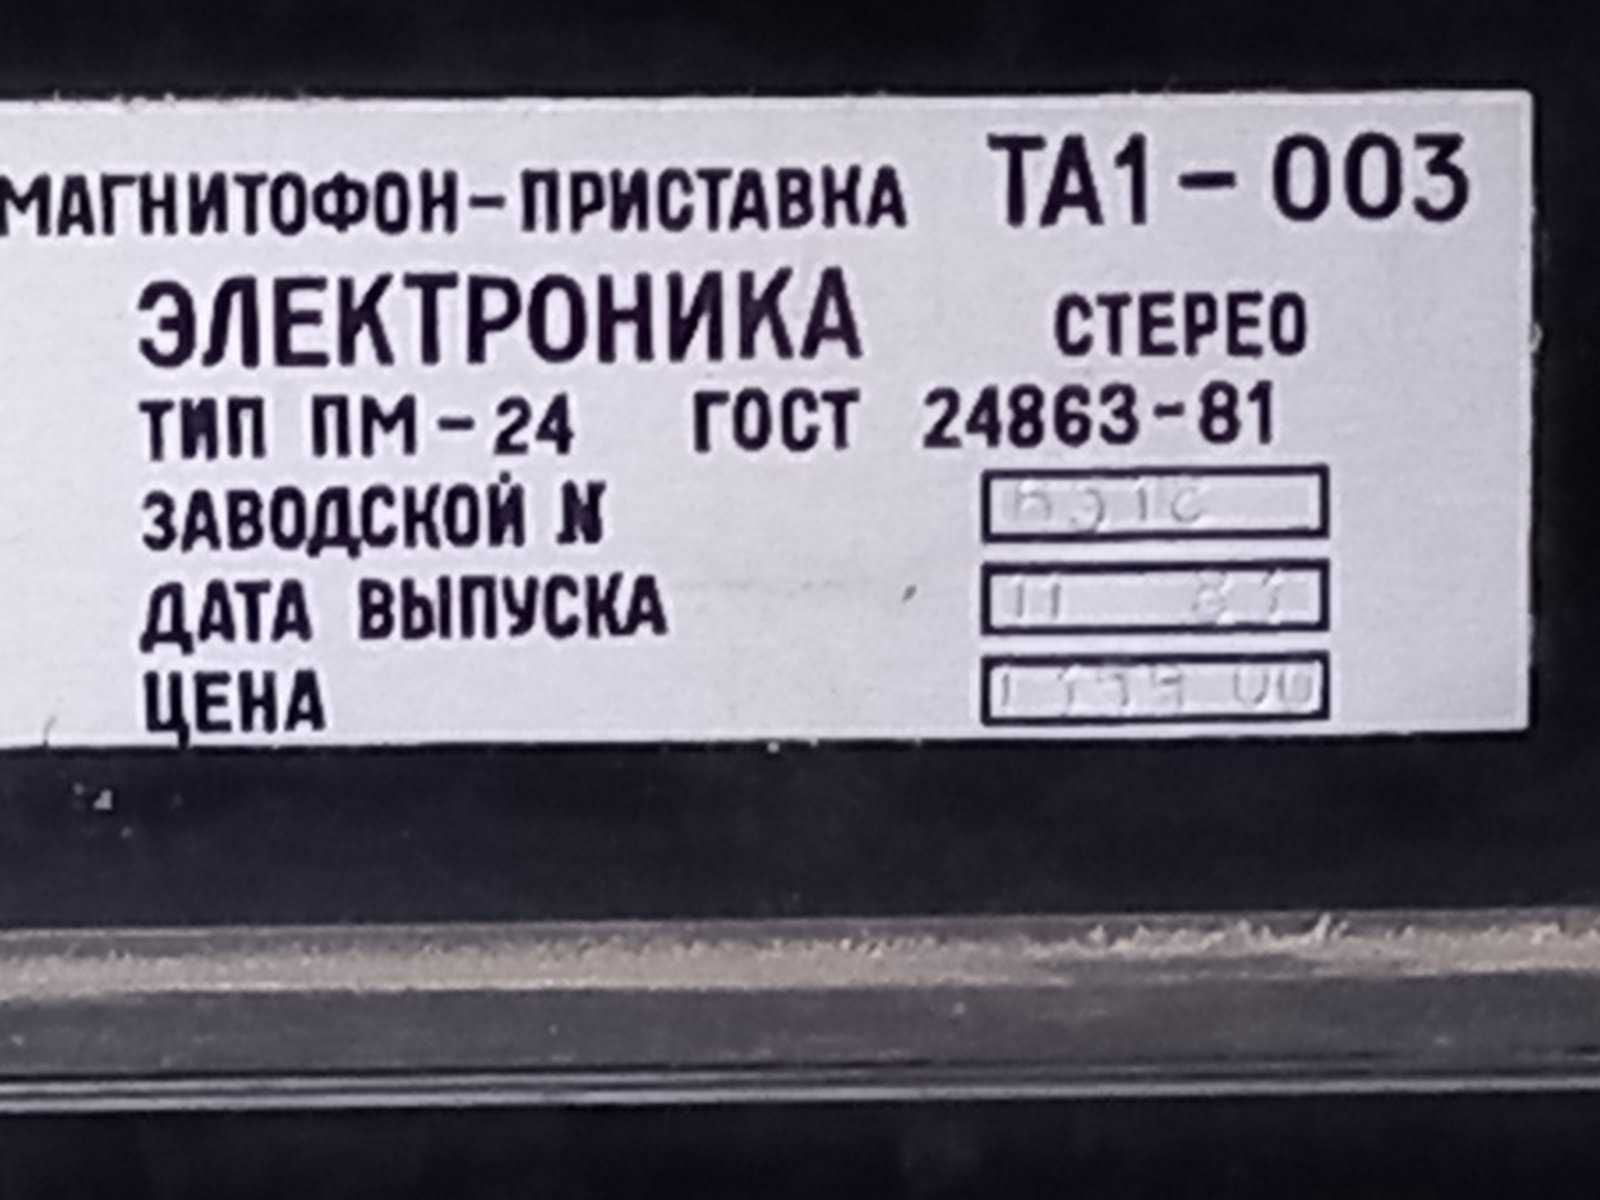 МАГНИТОФОН-ПРИСТАВКА ТА1-003
ЭЛЕКТРОНИКА СТЕРЕО
ТИП ПМ-24 ГОСТ 24863-81
ЗАВОДСКОЙ N
ДАТА ВЫПУСКА
ЦЕНА